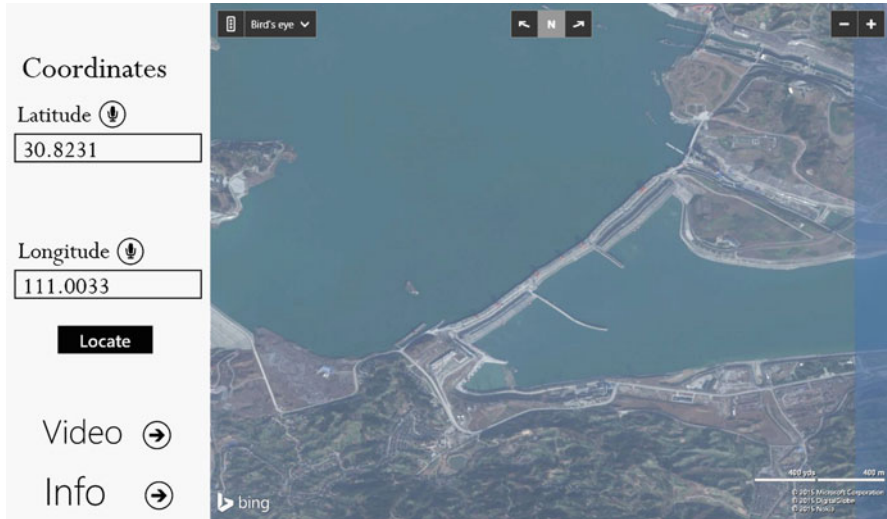 Coordinates
Latitude
30.8231
Longitude
111.0033
Locate
Video
Info
Bird's eye
N
400 yds 400 m
© 2015 Microsoft Corporation
© 2015 DigitalGlobe
© 2015 Nokia
bing